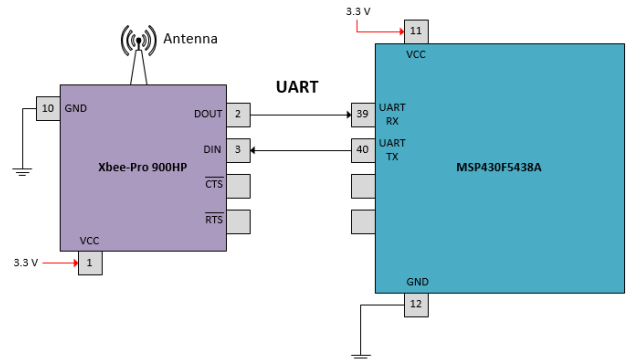 3.3 V
11
VCC
Antenna
UART
10
GND
DOUT
2
39
UART
RX
DIN
3
40
UART
TX
Xbee-Pro 900HP
MSP430F5438A
CTS
RTS
VCC
3.3 V
1
GND
12